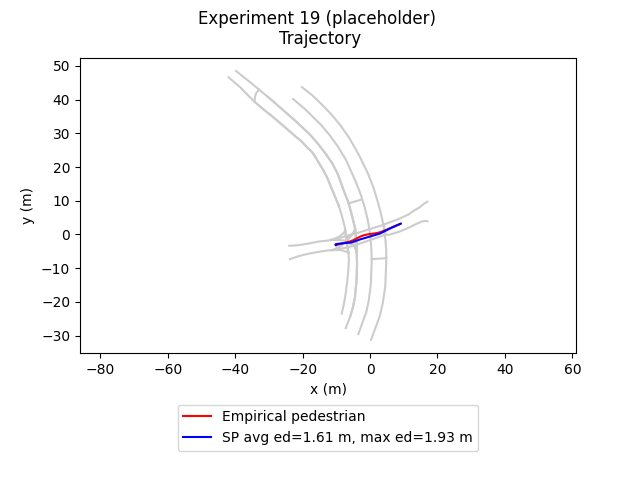 Experiment 19 (placeholder)
Trajectory
50
40
30
20
10
0
−10
−20
−30
y (m)
−80 −60 −40 −20 0 20 40 60
x (m)
Empirical pedestrian
SP avg ed=1.61 m, max ed=1.93 m